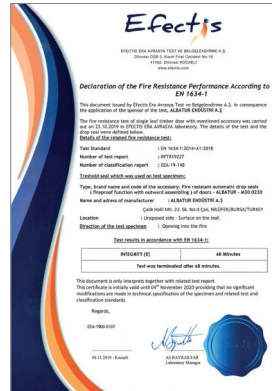 Efectis
EFECTIS ERA AVRASYA TEST VE BELGELENDIRME A.Ş.
Dilovası OSB 5. Kısım Fırat Caddesi No:18
41455 Dilovası KOCAELİ
www.efectis.com
Declaration of the Fire Resistance Performance According to
EN 1634-1
This document issued by Efectis Era Avrasya Test ve Belgelendirme A.Ş. in consequence
the application of the sponsor of the test, ALBATUR ENDÜSTRİ A.Ş
The fire resistance test of single leaf timber door with mentioned accessory was carried
out on 23.10.2019 in EFECTIS ERA AVRASYA laboratory. The details of the test and the
drop seal were defined below.
Details of the related fire resistance test:
Test Standard : EN 1634-1:2014+A1:2018
Number of test report : RFTR19227
Number of classification report : EEA-19-148
Treshold seal which was used on test specimen:
Type, brand name and code of the accessory: Fire resistant automatic drop seals
( fireproof function with outward assembling ) of doors - ALBATUR - M3D 0230
Name and adress of manufacturer : ALBATUR ENDÜSTRİ A.Ş
Çalık Mah. 22. Sk. No:4 Çalı, NİLÜFER/BURSA/TURKEY
Location : Unexposed side - Surface on the leaf.
Direction of the test specimen : Opening into the fire
Test results in accordance with EN 1634-1:
INTEGRITY (E) 68 Minutes
Test was terminated after 68 minutes.
This document is only interprets together with related test report.
This certificate is initially valid until 04th November 2020 providing that no significant
modifications are made in technical specification of the specimen and related test and
classification standards.
Regards,
EEA-1900-0107
04.11.2019 - Kocaeli
Ali BAYRAKTAR
Laboratory Manager